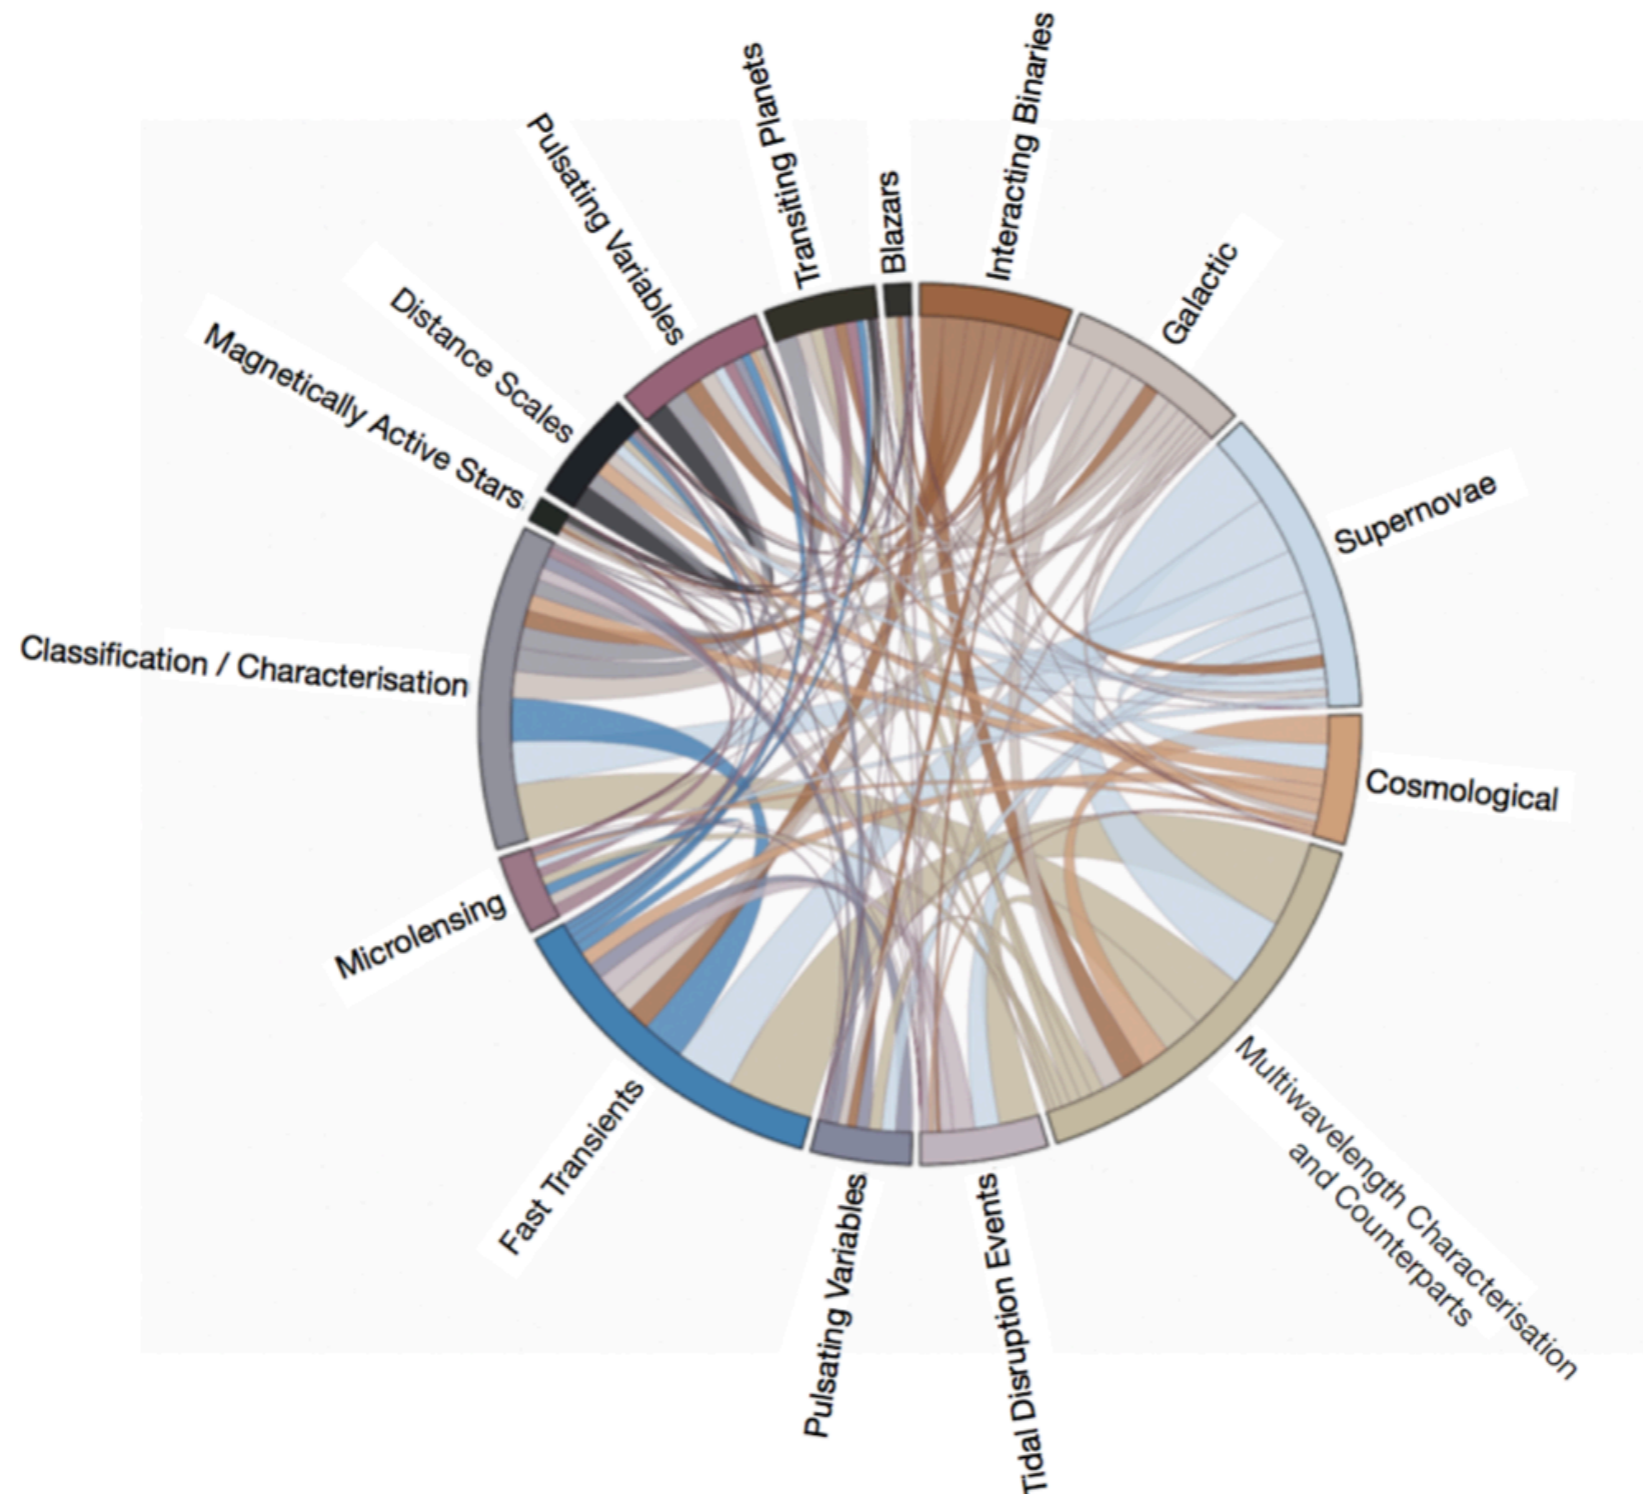 Interacting Binaries
Galactic
Supernovae
Cosmological
Multiwavelength Characterisation
and Counterparts
Tidal Disruption Events
Pulsating Variables
Fast Transients
Microlensing
Classification / Characterisation
Magnetically Active Stars
Distance Scales
Pulsating Variables
Transiting Planets
Blazars